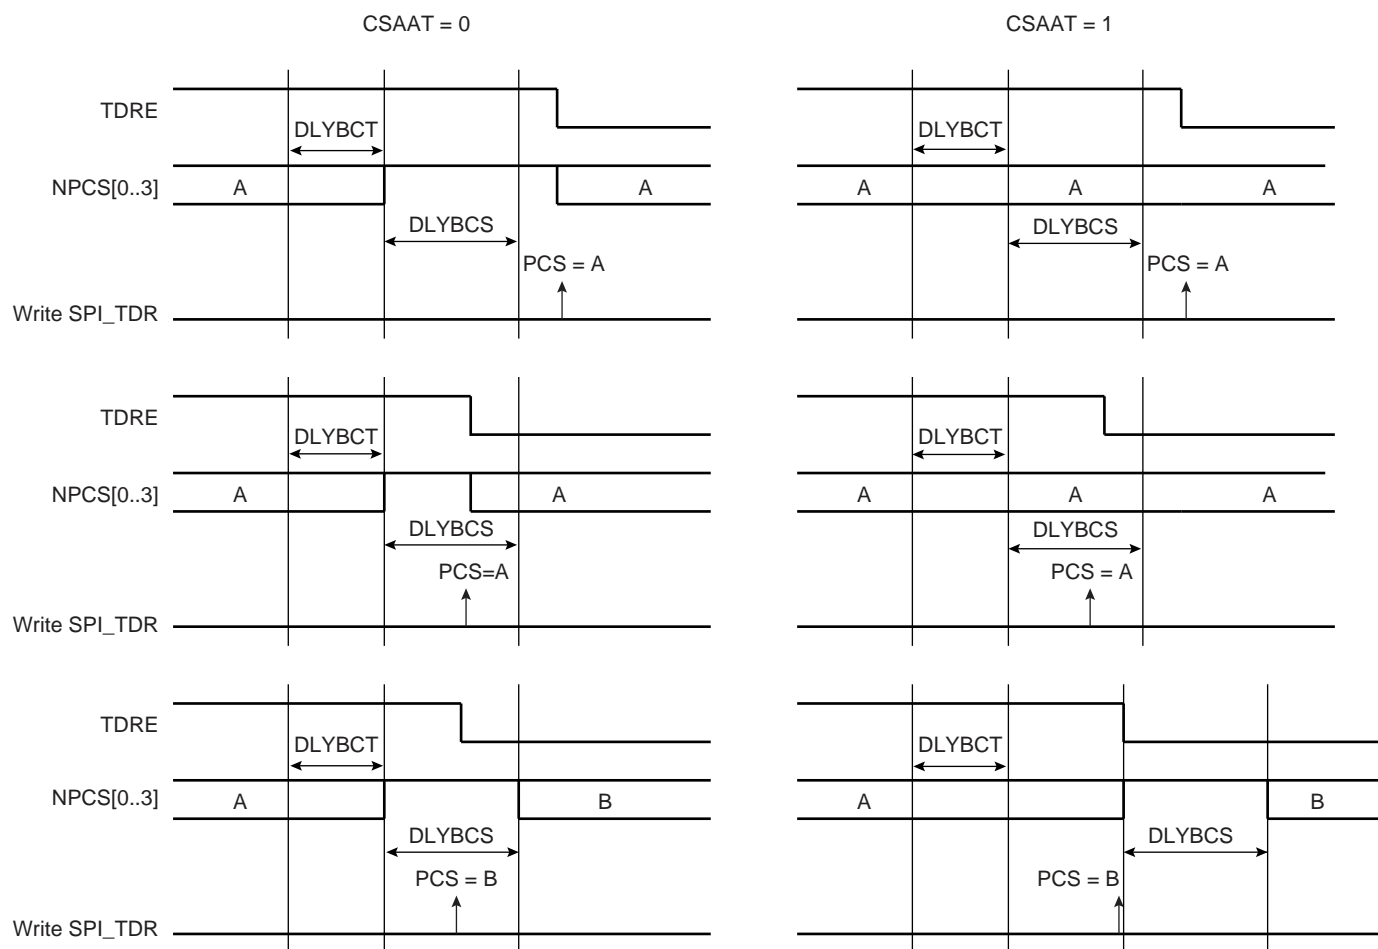 CSAAT = 0
CSAAT = 1
TDRE
DLYBCT
DLYBCT
NPCS[0..3]
A
A
A
A
A
DLYBCS
DLYBCS
PCS = A
PCS = A
Write SPI_TDR
TDRE
DLYBCT
DLYBCT
NPCS[0..3]
A
A
A
A
A
DLYBCS
DLYBCS
PCS=A
PCS = A
Write SPI_TDR
TDRE
DLYBCT
DLYBCT
NPCS[0..3]
A
B
A
B
DLYBCS
DLYBCS
PCS = B
PCS = B
Write SPI_TDR